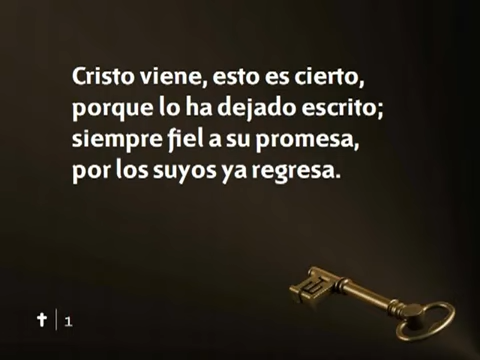 Cristo viene, esto es cierto,
porque lo ha dejado escrito;
siempre fiel a su promesa,
por los suyos ya regresa.
1